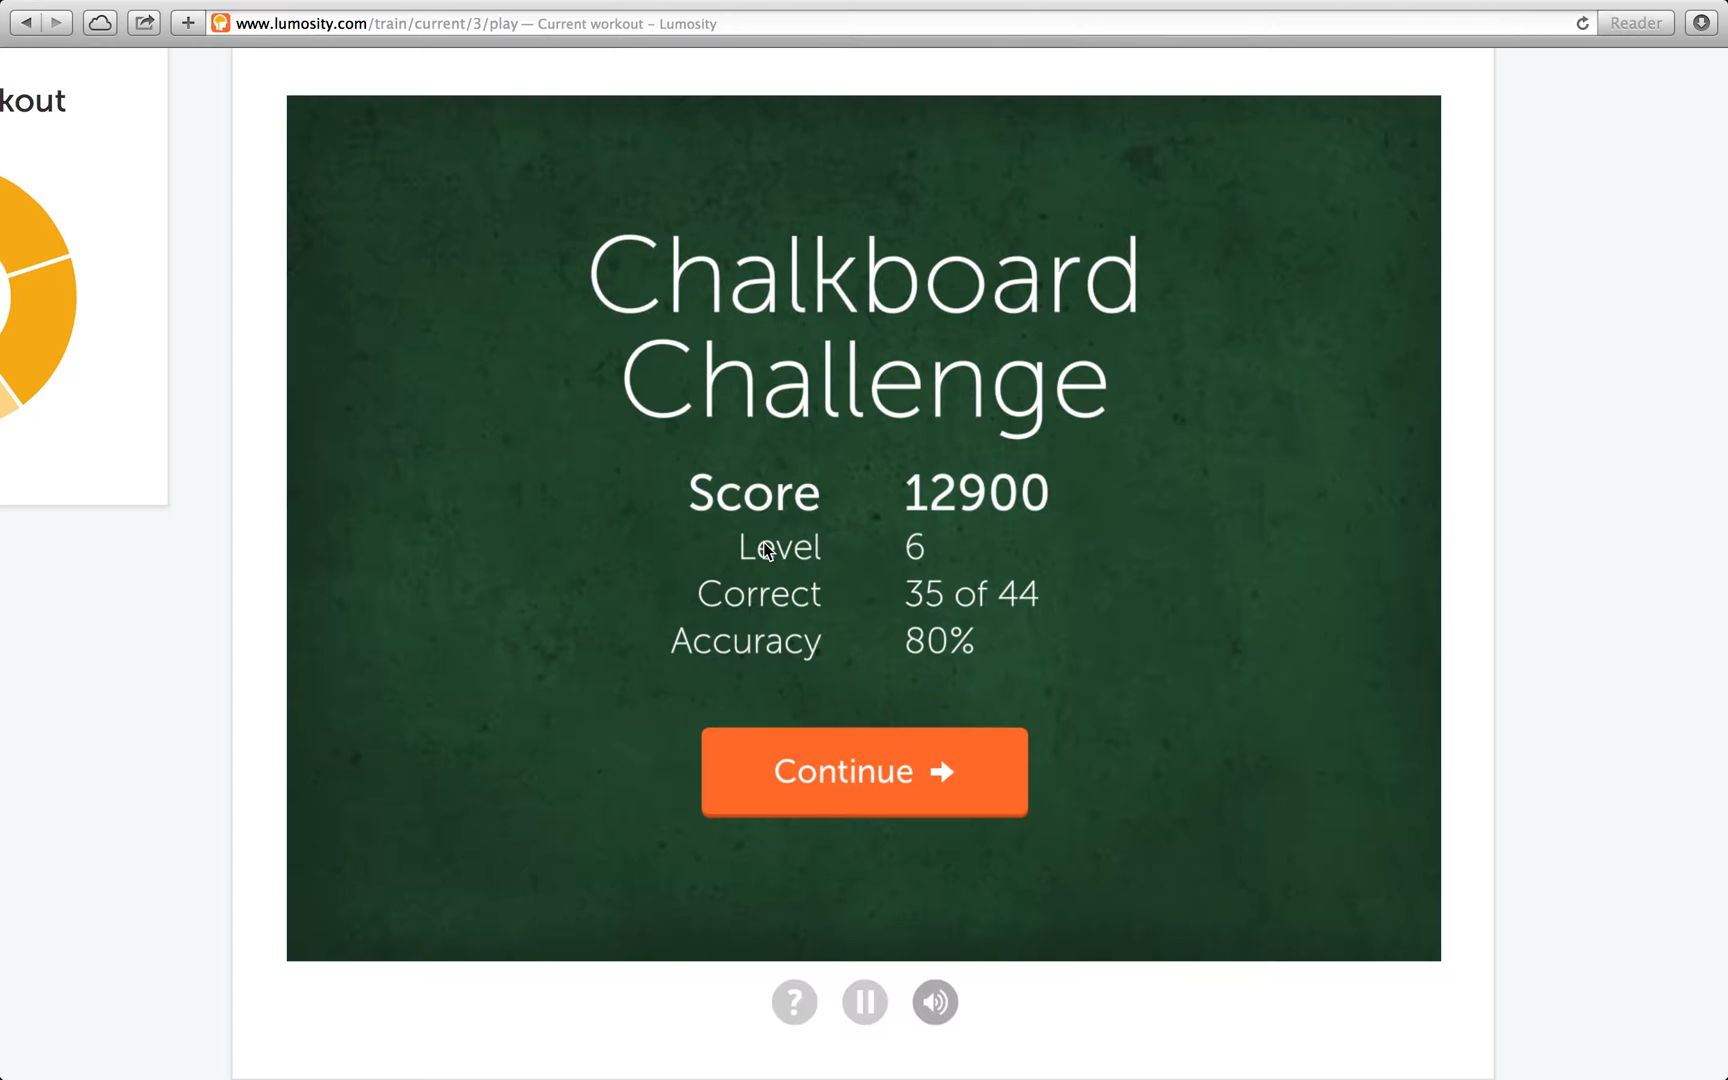 www.lumosity.com/train/current/3/play — Current workout – Lumosity
Reader
kout
Chalkboard
Challenge
Score 12900
Level 6
Correct 35 of 44
Accuracy 80%
Continue
?